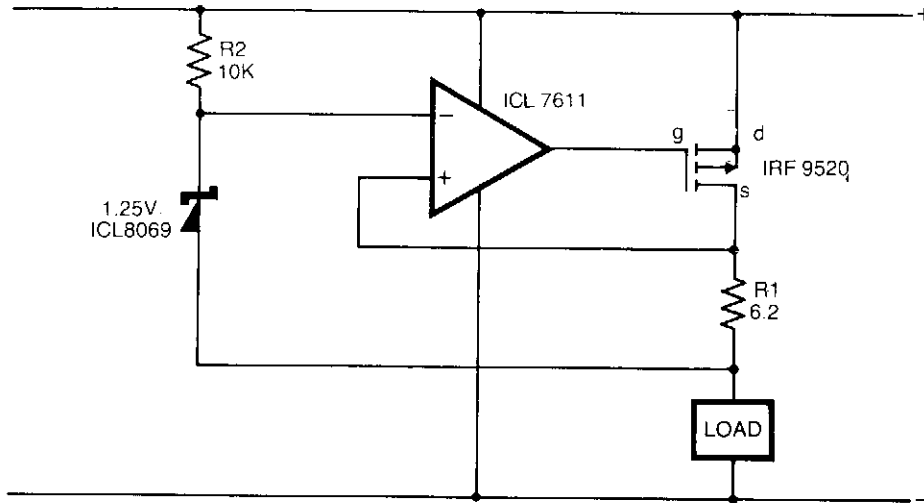 +
R2
10K
ICL 7611
−
+
g
d
IRF 9520
s
1.25V.
ICL8069
R1
6.2
LOAD
−